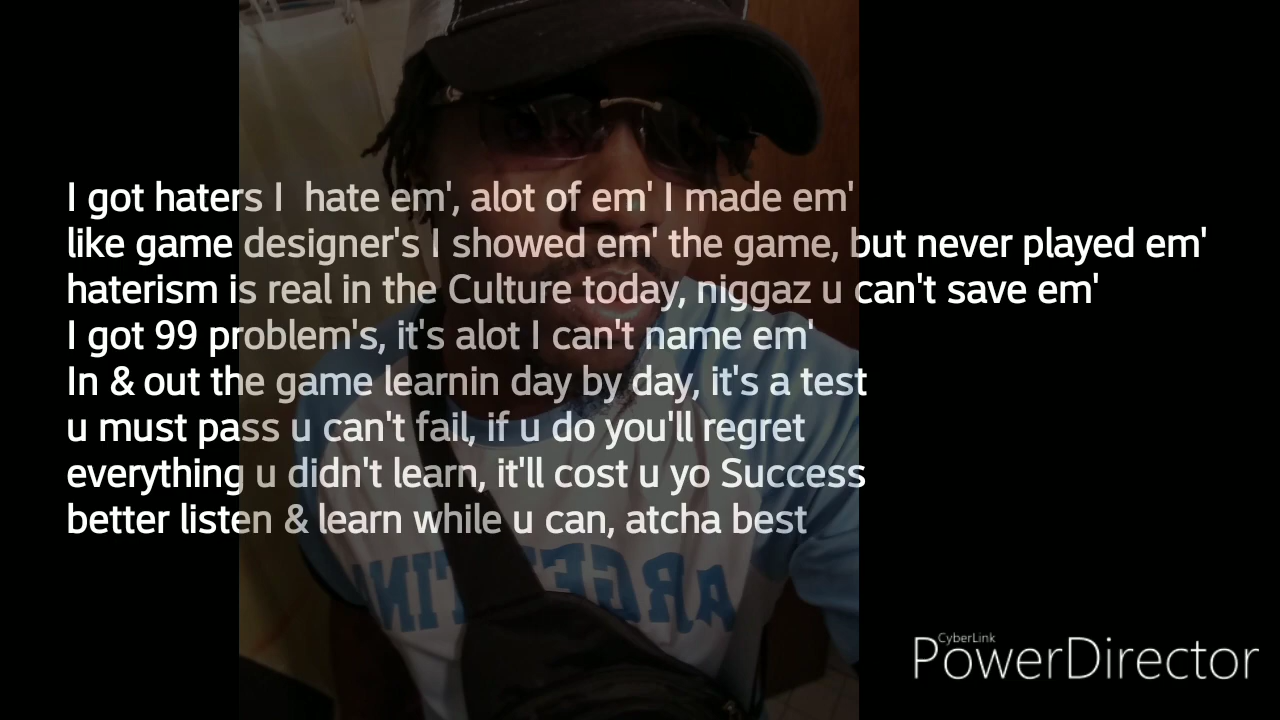 I got haters I  hate em', alot of em' I made em'
like game designer's I showed em' the game, but never played em'
haterism is real in the Culture today, niggaz u can't save em'
I got 99 problem's, it's alot I can't name em'
In & out the game learnin day by day, it's a test
u must pass u can't fail, if u do you'll regret
everything u didn't learn, it'll cost u yo Success
better listen & learn while u can, atcha best
CyberLink
PowerDirector